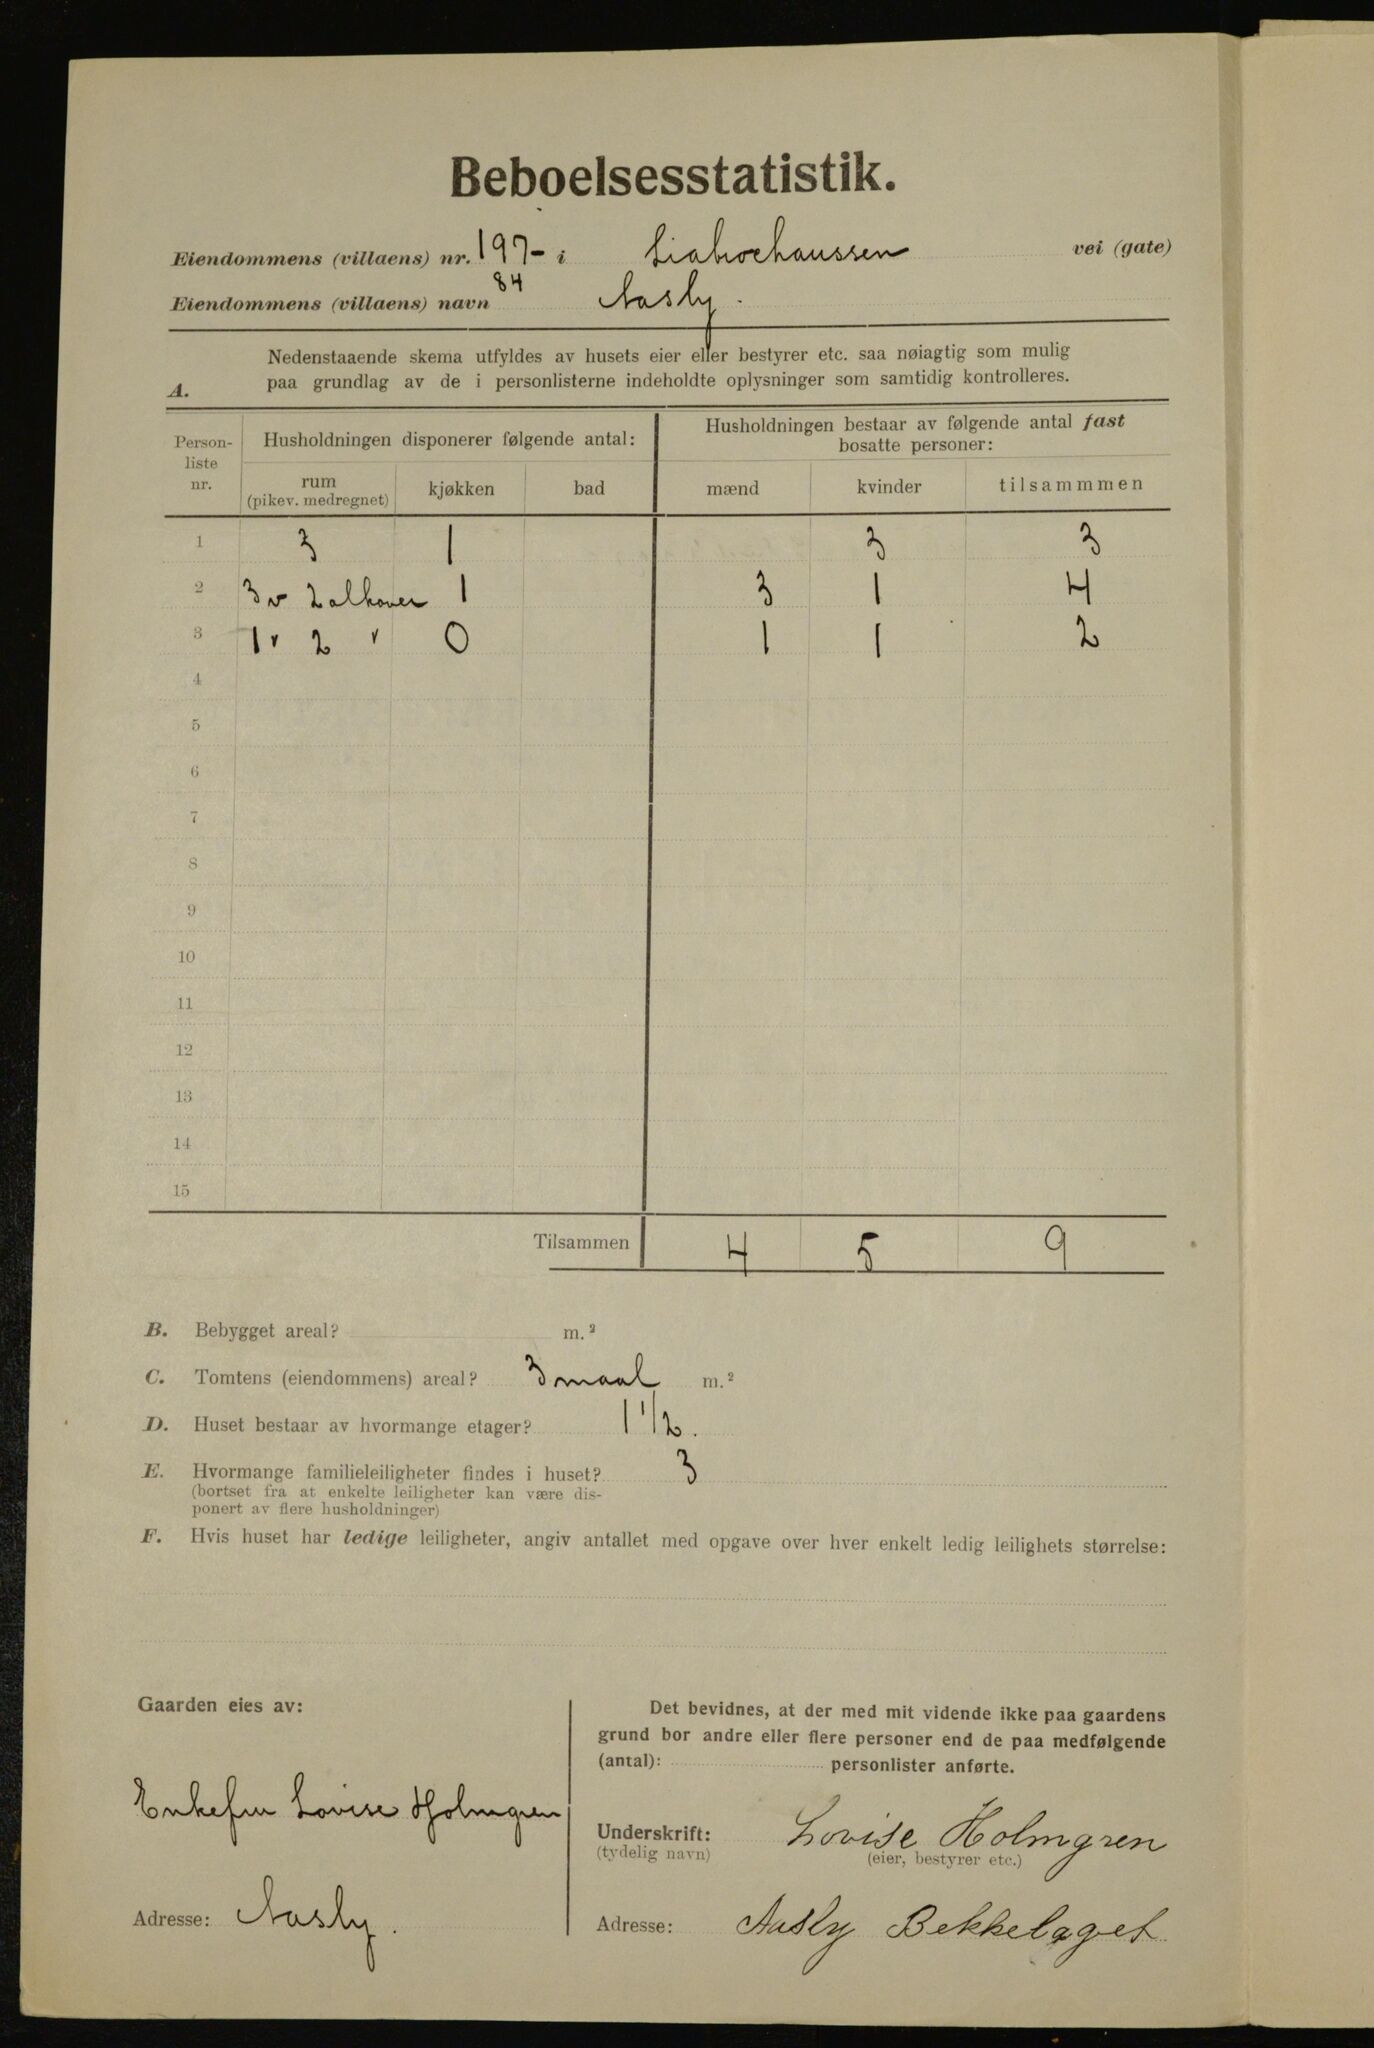 Beboelsesstatistik.
Eiendommens (villaens) nr. 197- i Liabrochaussen vei (gate)
84
Eiendommens (villaens) navn Aasly.
Nedenstaaende skema utfyldes av husets eier eller bestyrer etc. saa nøiagtig som mulig
A. paa grundlag av de i personlisterne indeholdte oplysninger som samtidig kontrolleres.
Person-liste nr. Husholdningen disponerer følgende antal: Husholdningen bestaar av følgende antal fast bosatte personer:
rum (pikev. medregnet) kjøkken bad mænd kvinder tilsammmen
1 3 1 3 3
2 3 v 2 alkover 1 3 1 4
3 1 " 2 " 0 1 1 2
4
5
6
7
8
9
10
11
12
13
14
15
Tilsammen 4 5 9
B. Bebygget areal? m.²
C. Tomtens (eiendommens) areal? 3 maal m.²
D. Huset bestaar av hvormange etager? 1 1/2.
E. Hvormange familieleiligheter findes i huset? 3
(bortset fra at enkelte leiligheter kan være dis-
ponert av flere husholdninger)
F. Hvis huset har ledige leiligheter, angiv antallet med opgave over hver enkelt ledig leilighets størrelse:
Gaarden eies av:
Enkefru Lovise Holmgren
Adresse: Aasly.
Det bevidnes, at der med mit vidende ikke paa gaardens
grund bor andre eller flere personer end de paa medfølgende
(antal): personlister anførte.
Underskrift: Lovise Holmgren
(tydelig navn) (eier, bestyrer etc.)
Adresse: Aasly Bekkelaget